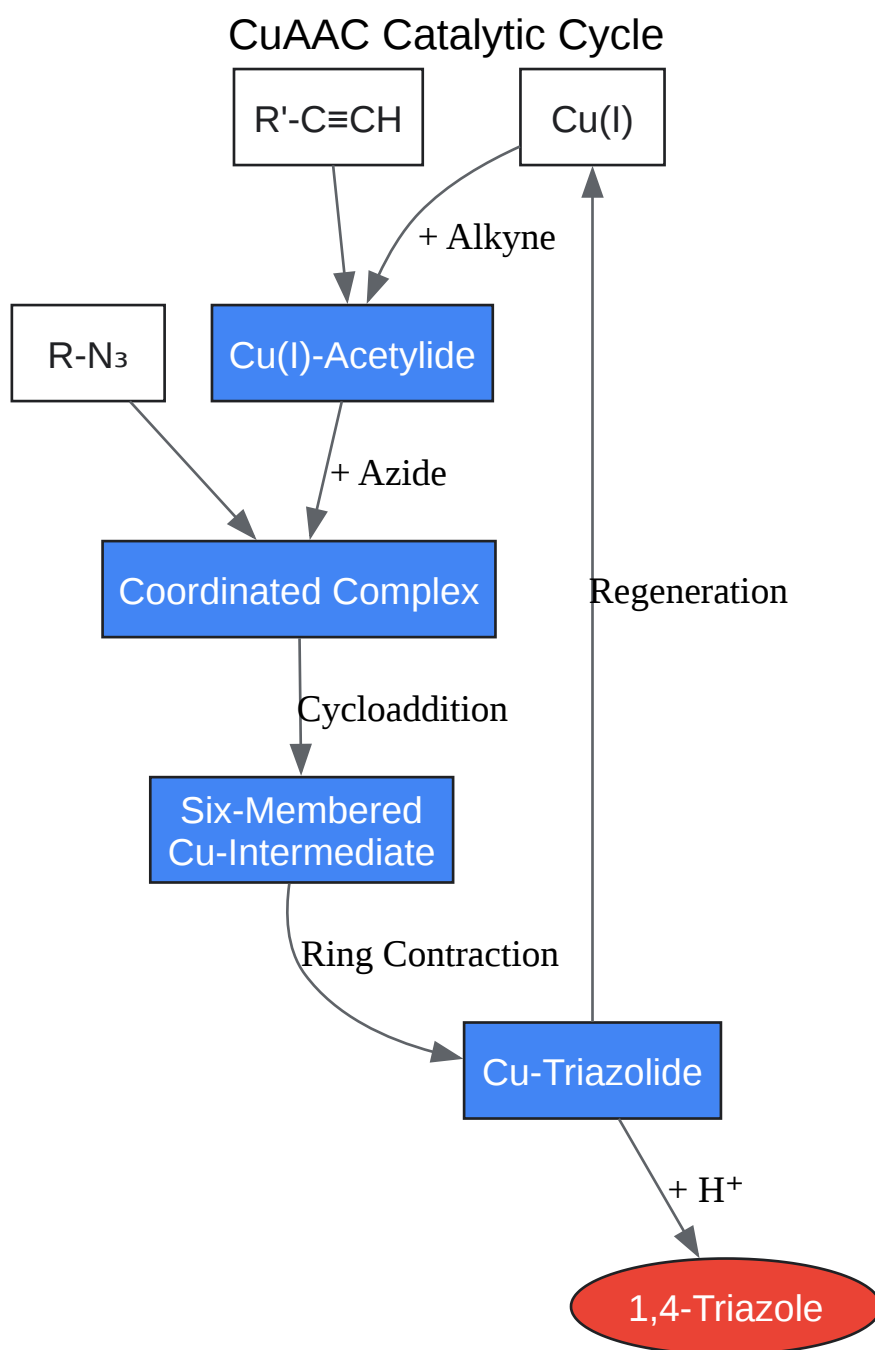 CuAAC Catalytic Cycle
R'-C≡CH
Cu(I)
+ Alkyne
R-N₃
Cu(I)-Acetylide
+ Azide
Coordinated Complex
Regeneration
Cycloaddition
Six-Membered
Cu-Intermediate
Ring Contraction
Cu-Triazolide
+ H⁺
1,4-Triazole